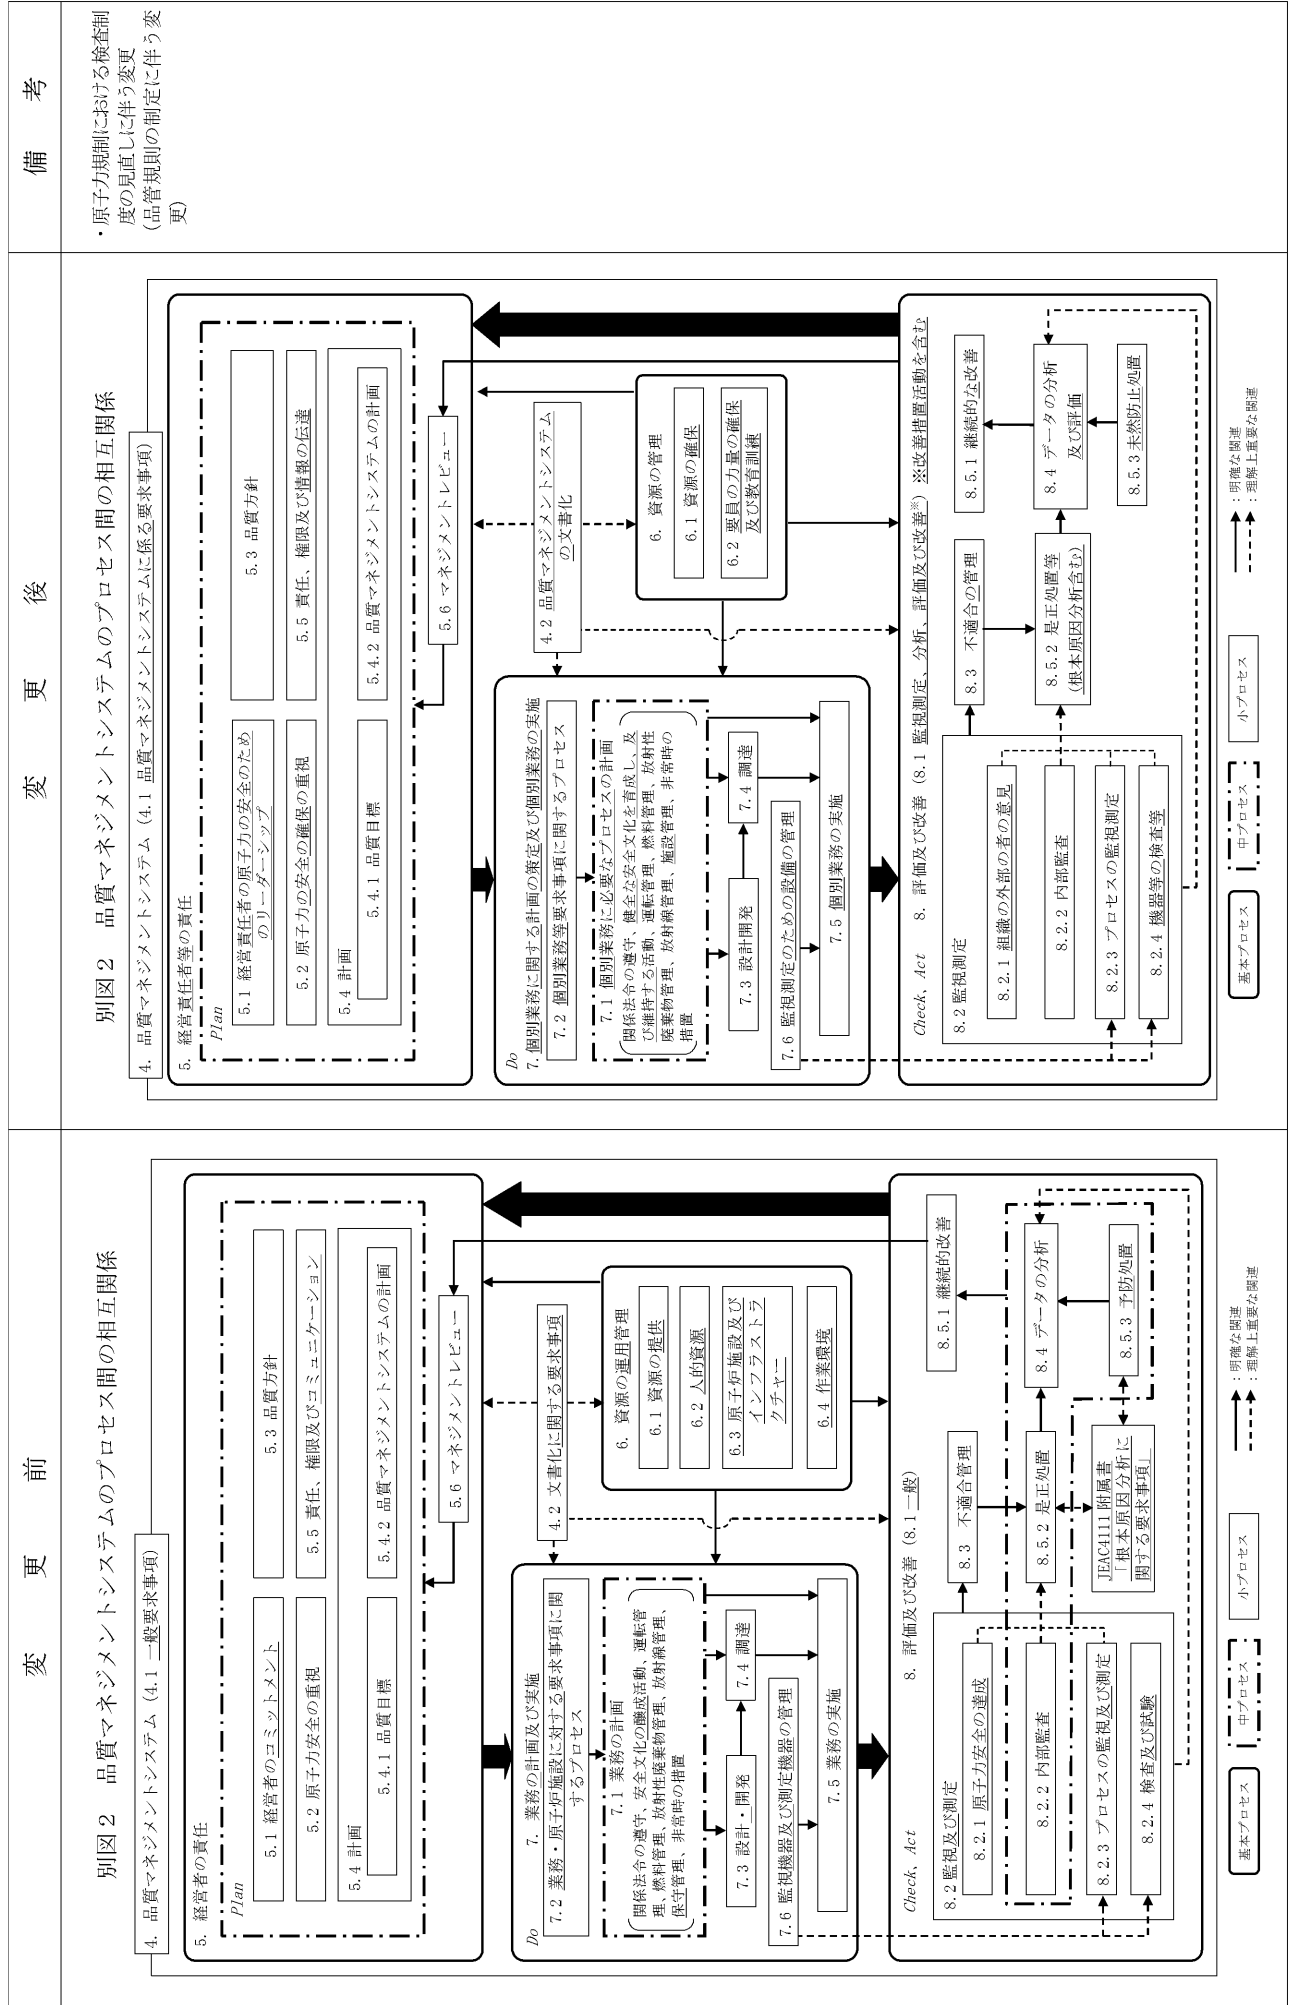 変更前
別図２　品質マネジメントシステムのプロセス間の相互関係
4. 品質マネジメントシステム (4.1 一般要求事項)
5. 経営者の責任
Plan
5.1 経営者のコミットメント
5.3 品質方針
5.2 原子力安全の重視
5.5 責任、権限及びコミュニケーション
5.4 計画
5.4.1 品質目標
5.4.2 品質マネジメントシステムの計画
5.6 マネジメントレビュー
Do
7. 業務の計画及び実施
7.2 業務・原子炉施設に対する要求事項に関
するプロセス
7.1 業務の計画
関係法令の遵守、安全文化の醸成活動、運転管
理、燃料管理、放射性廃棄物管理、放射線管理、
保守管理、非常時の措置
7.3 設計・開発
7.4 調達
7.6 監視機器及び測定機器の管理
7.5 業務の実施
4.2 文書化に関する要求事項
6. 資源の運用管理
6.1 資源の提供
6.2 人的資源
6.3 原子炉施設及び
インフラストラ
クチャー
6.4 作業環境
Check、Act
8. 評価及び改善 (8.1 一般)
8.2 監視及び測定
8.2.1 原子力安全の達成
8.2.2 内部監査
8.2.3 プロセスの監視及び測定
8.2.4 検査及び試験
8.3 不適合管理
8.5.2 是正処置
JEAC4111 附属書
「根本原因分析に
関する要求事項」
8.5.1 継続的改善
8.4 データの分析
8.5.3 予防処置
基本プロセス
中プロセス
小プロセス
：明確な関連
：理解上重要な関連
変更後
別図２　品質マネジメントシステムのプロセス間の相互関係
4. 品質マネジメントシステム (4.1 品質マネジメントシステムに係る要求事項)
5. 経営責任者等の責任
Plan
5.1 経営責任者の原子力の安全のため
のリーダーシップ
5.3 品質方針
5.2 原子力の安全の確保の重視
5.5 責任、権限及び情報の伝達
5.4 計画
5.4.1 品質目標
5.4.2 品質マネジメントシステムの計画
5.6 マネジメントレビュー
Do
7. 個別業務に関する計画の策定及び個別業務の実施
7.2 個別業務等要求事項に関するプロセス
7.1 個別業務に必要なプロセスの計画
関係法令の遵守、健全な安全文化を育成し、及
び維持する活動、運転管理、燃料管理、放射性
廃棄物管理、放射線管理、施設管理、非常時の
措置
7.3 設計開発
7.4 調達
7.6 監視測定のための設備の管理
7.5 個別業務の実施
4.2 品質マネジメントシステム
の文書化
6. 資源の管理
6.1 資源の確保
6.2 要員の力量の確保
及び教育訓練
Check、Act
8. 評価及び改善 (8.1 監視測定、分析、評価及び改善※) ※改善措置活動を含む
8.2 監視測定
8.2.1 組織の外部の者の意見
8.2.2 内部監査
8.2.3 プロセスの監視測定
8.2.4 機器等の検査等
8.3 不適合の管理
8.5.2 是正処置等
(根本原因分析含む)
8.5.1 継続的な改善
8.4 データの分析
及び評価
8.5.3 未然防止処置
基本プロセス
中プロセス
小プロセス
：明確な関連
：理解上重要な関連
備考
・原子力規制における検査制
度の見直しに伴う変更
(品管規則の制定に伴う変
更)